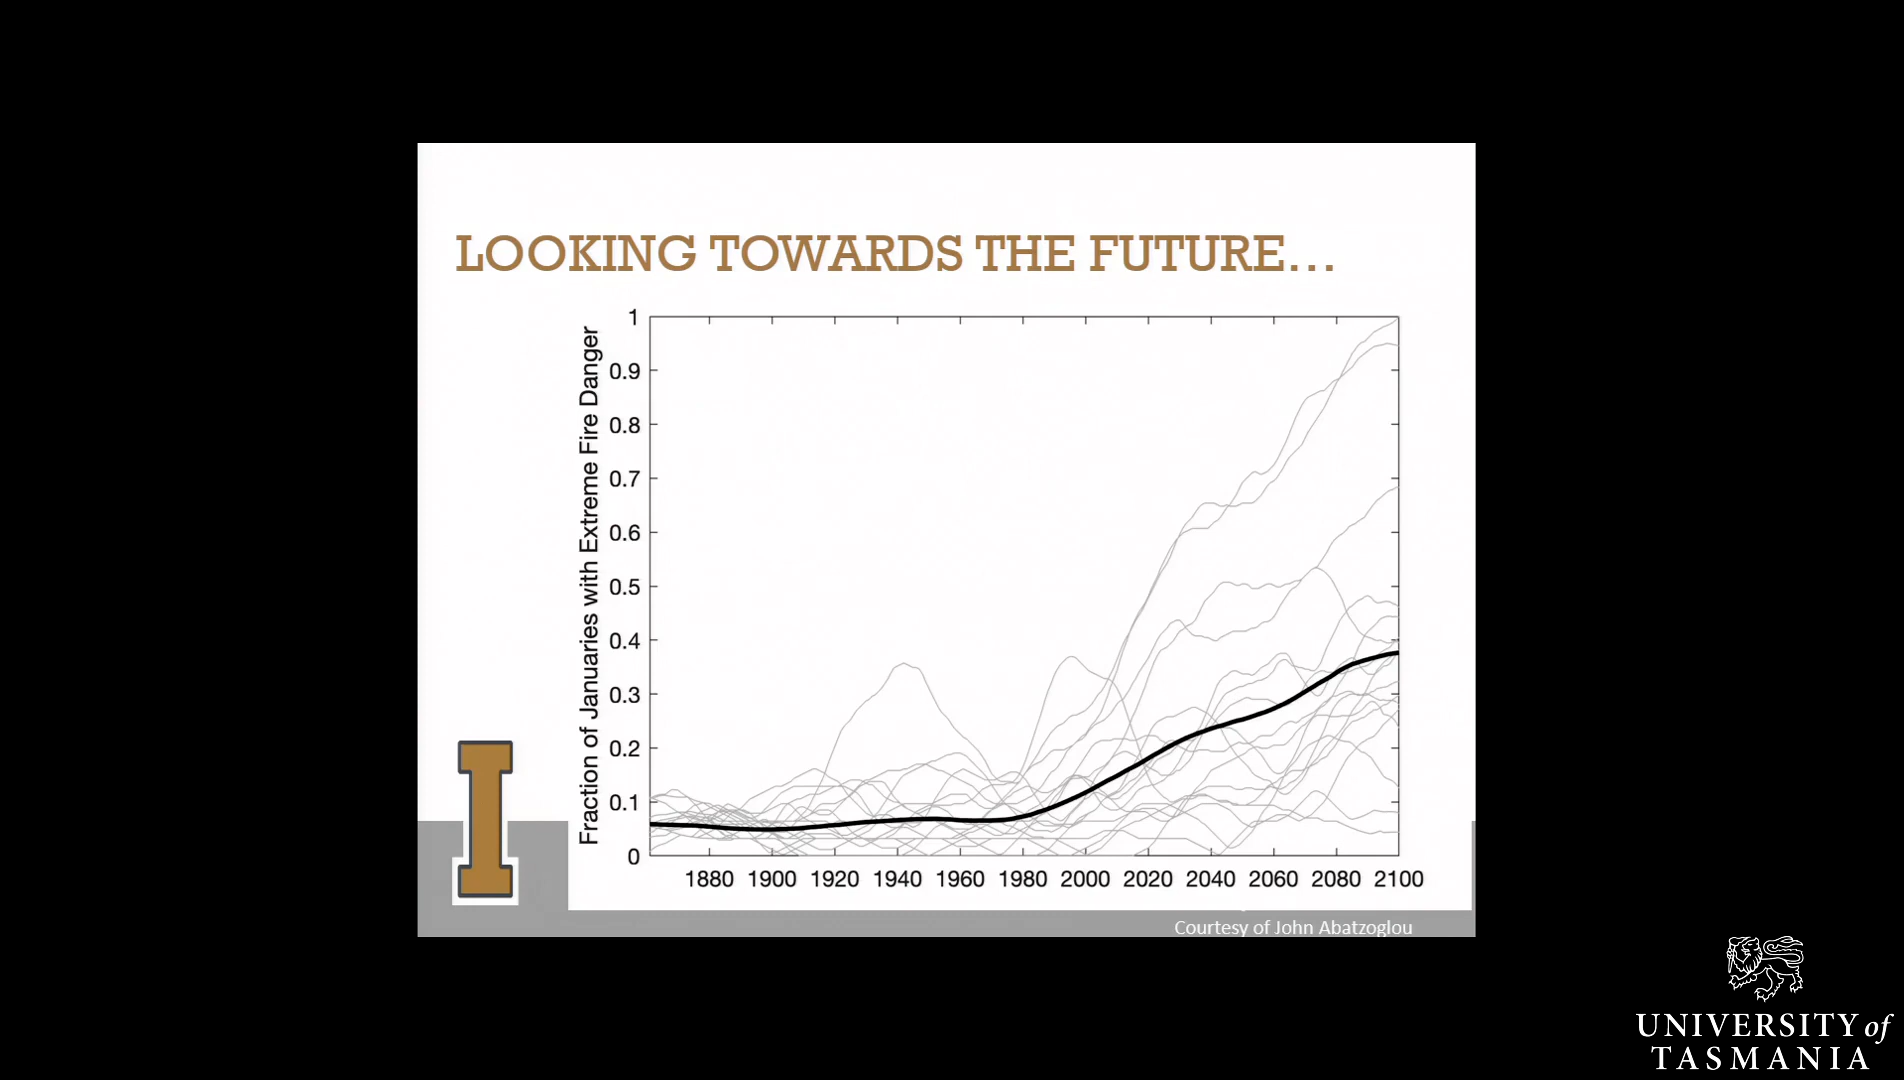 LOOKING TOWARDS THE FUTURE...
Fraction of Januaries with Extreme Fire Danger
1
0.9
0.8
0.7
0.6
0.5
0.4
0.3
0.2
0.1
0
1880 1900 1920 1940 1960 1980 2000 2020 2040 2060 2080 2100
I
Courtesy of John Abatzoglou
UNIVERSITY of
TASMANIA